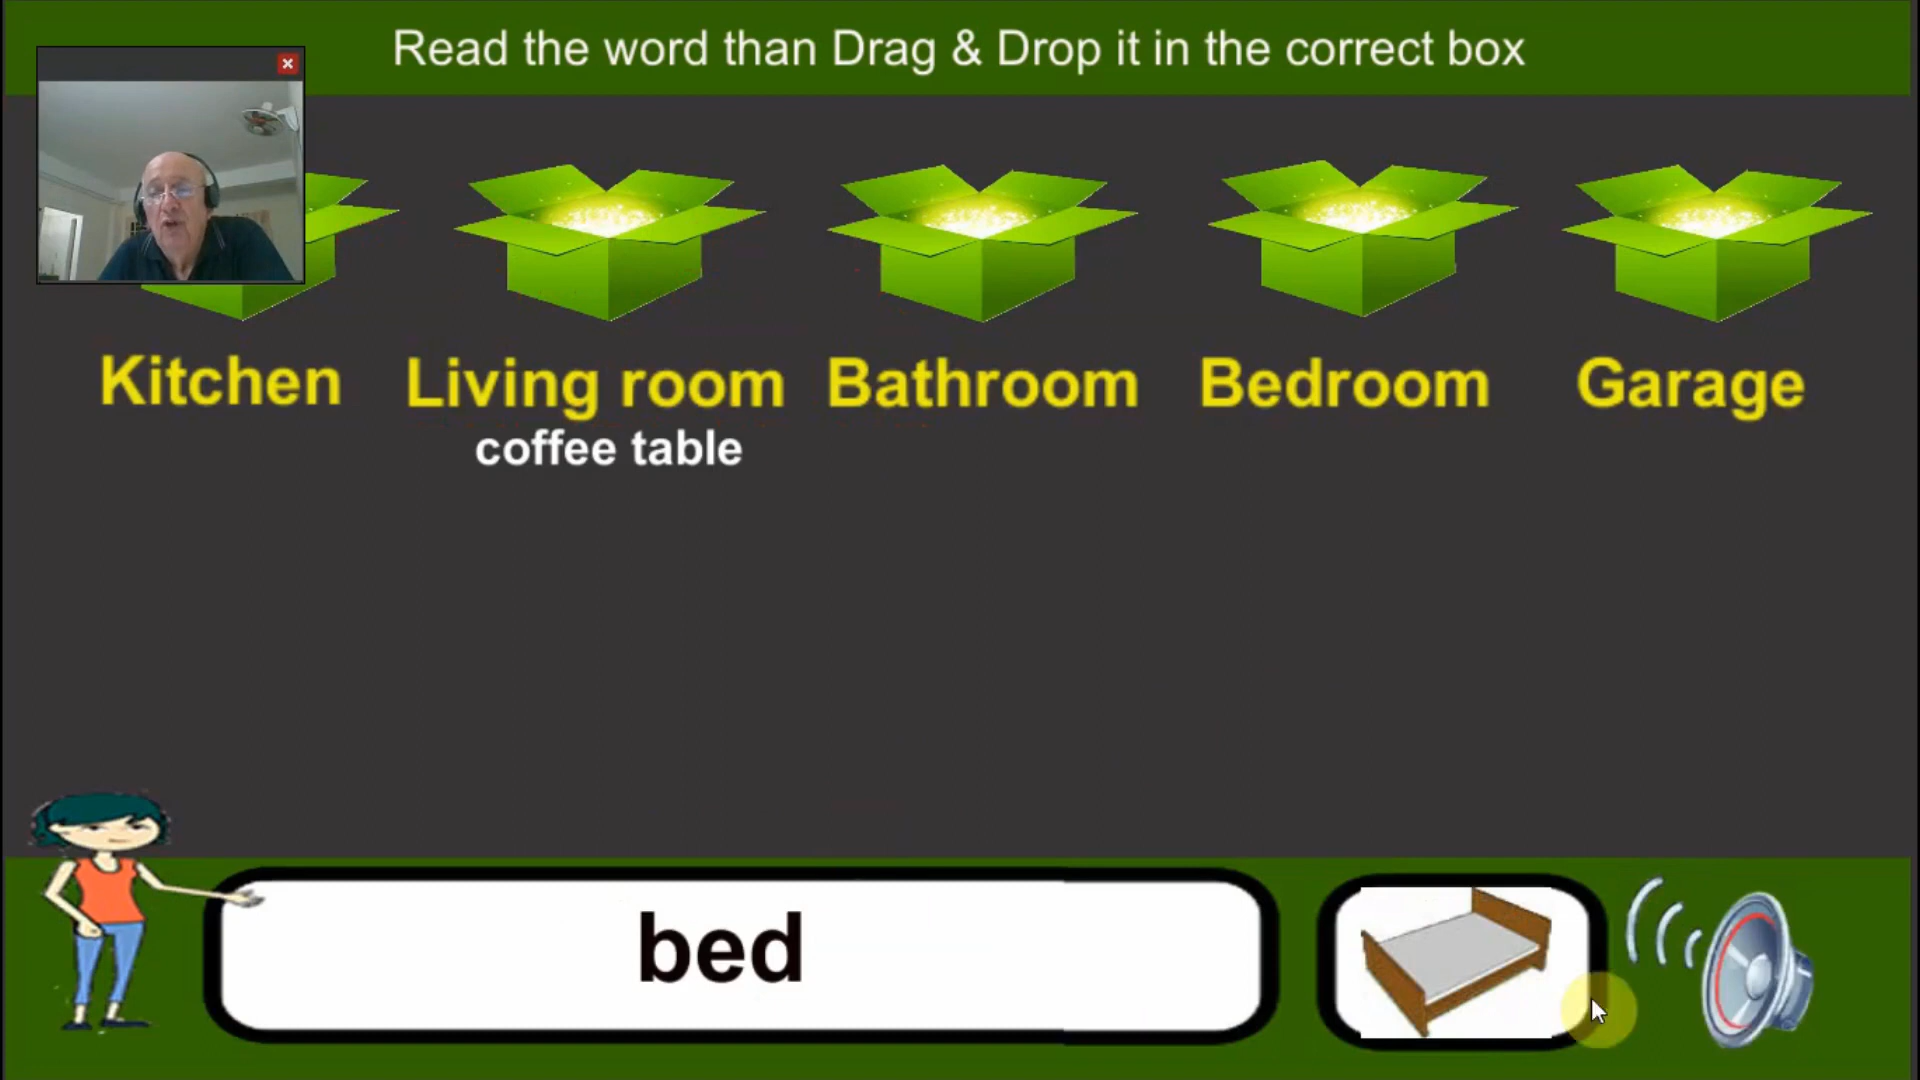 Read the word than Drag & Drop it in the correct box
Kitchen Living room Bathroom Bedroom Garage
coffee table
bed